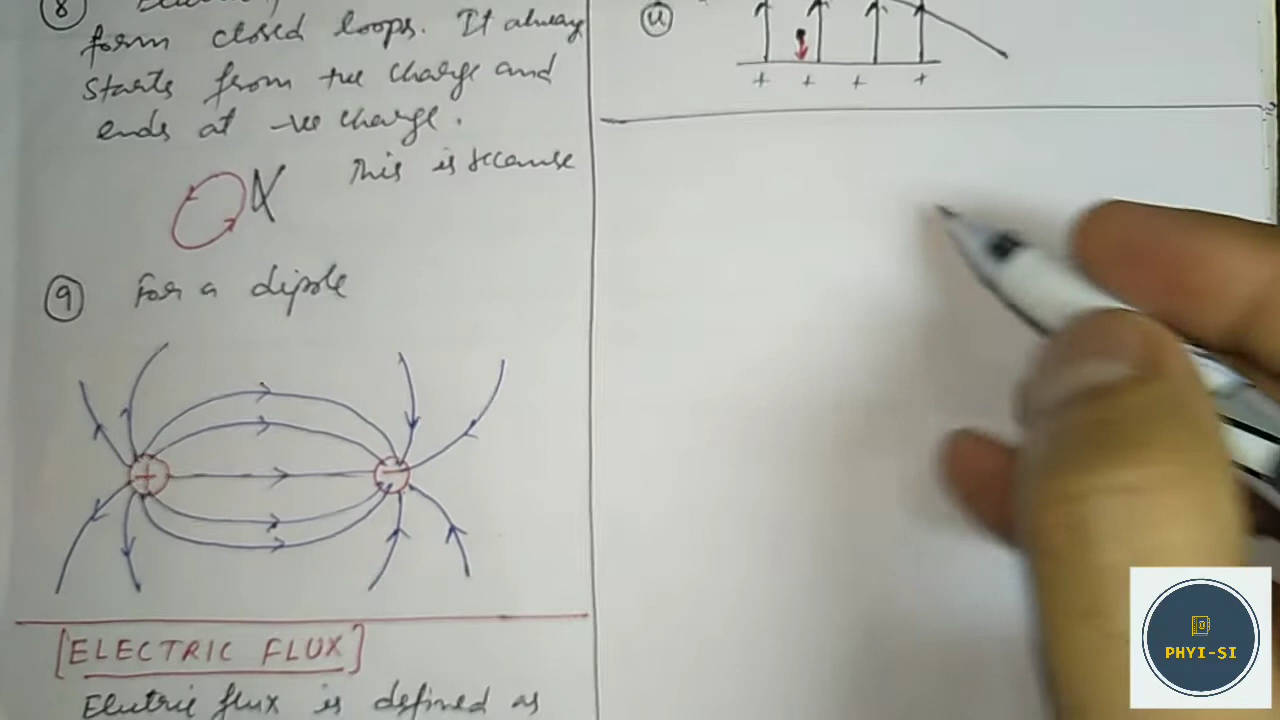 8
form closed loops. It always
starts from +ve charge and
ends at -ve charge.
This is because
9 For a dipole
+ -
[ELECTRIC FLUX]
Electric flux is defined as
u
+ + + +
PHYI-SI